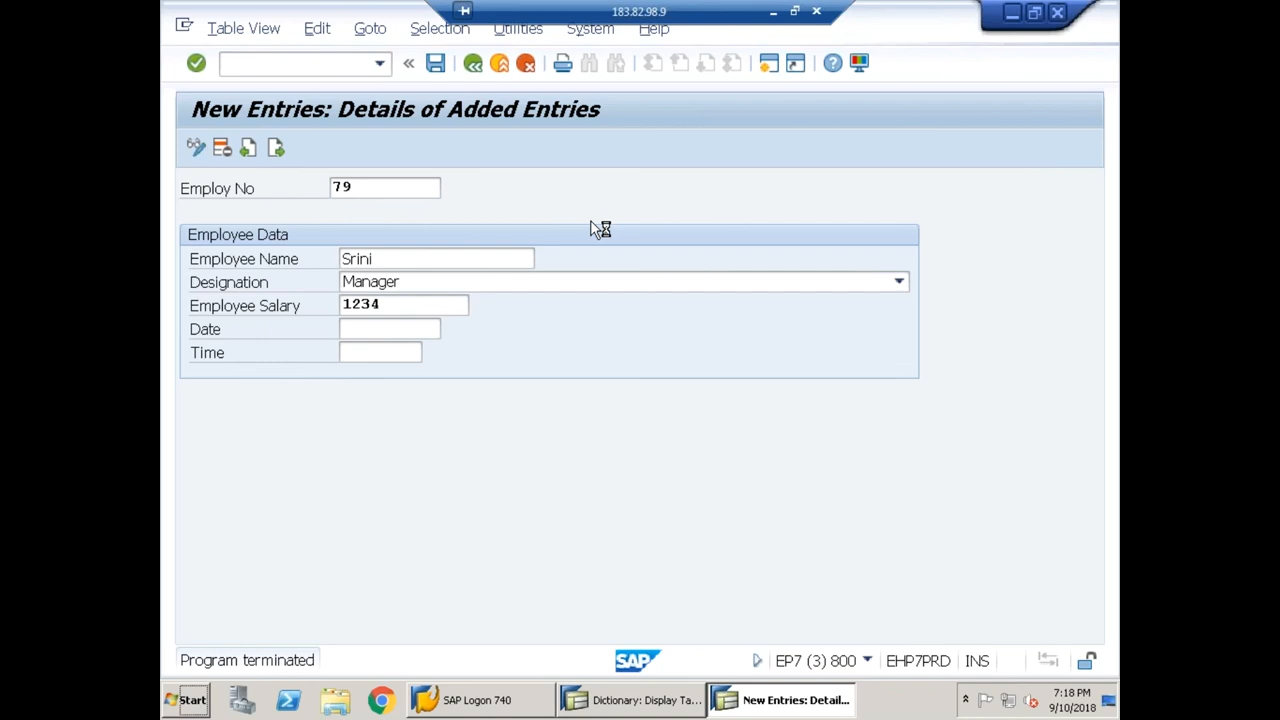 183.82.98.9
Table View Edit Goto Selection Utilities System Help
New Entries: Details of Added Entries
Employ No 79
Employee Data
Employee Name Srini
Designation Manager
Employee Salary 1234
Date
Time
Program terminated
SAP
EP7 (3) 800 EHP7PRD INS
Start SAP Logon 740 Dictionary: Display Ta... New Entries: Detail...
7:18 PM
9/10/2018